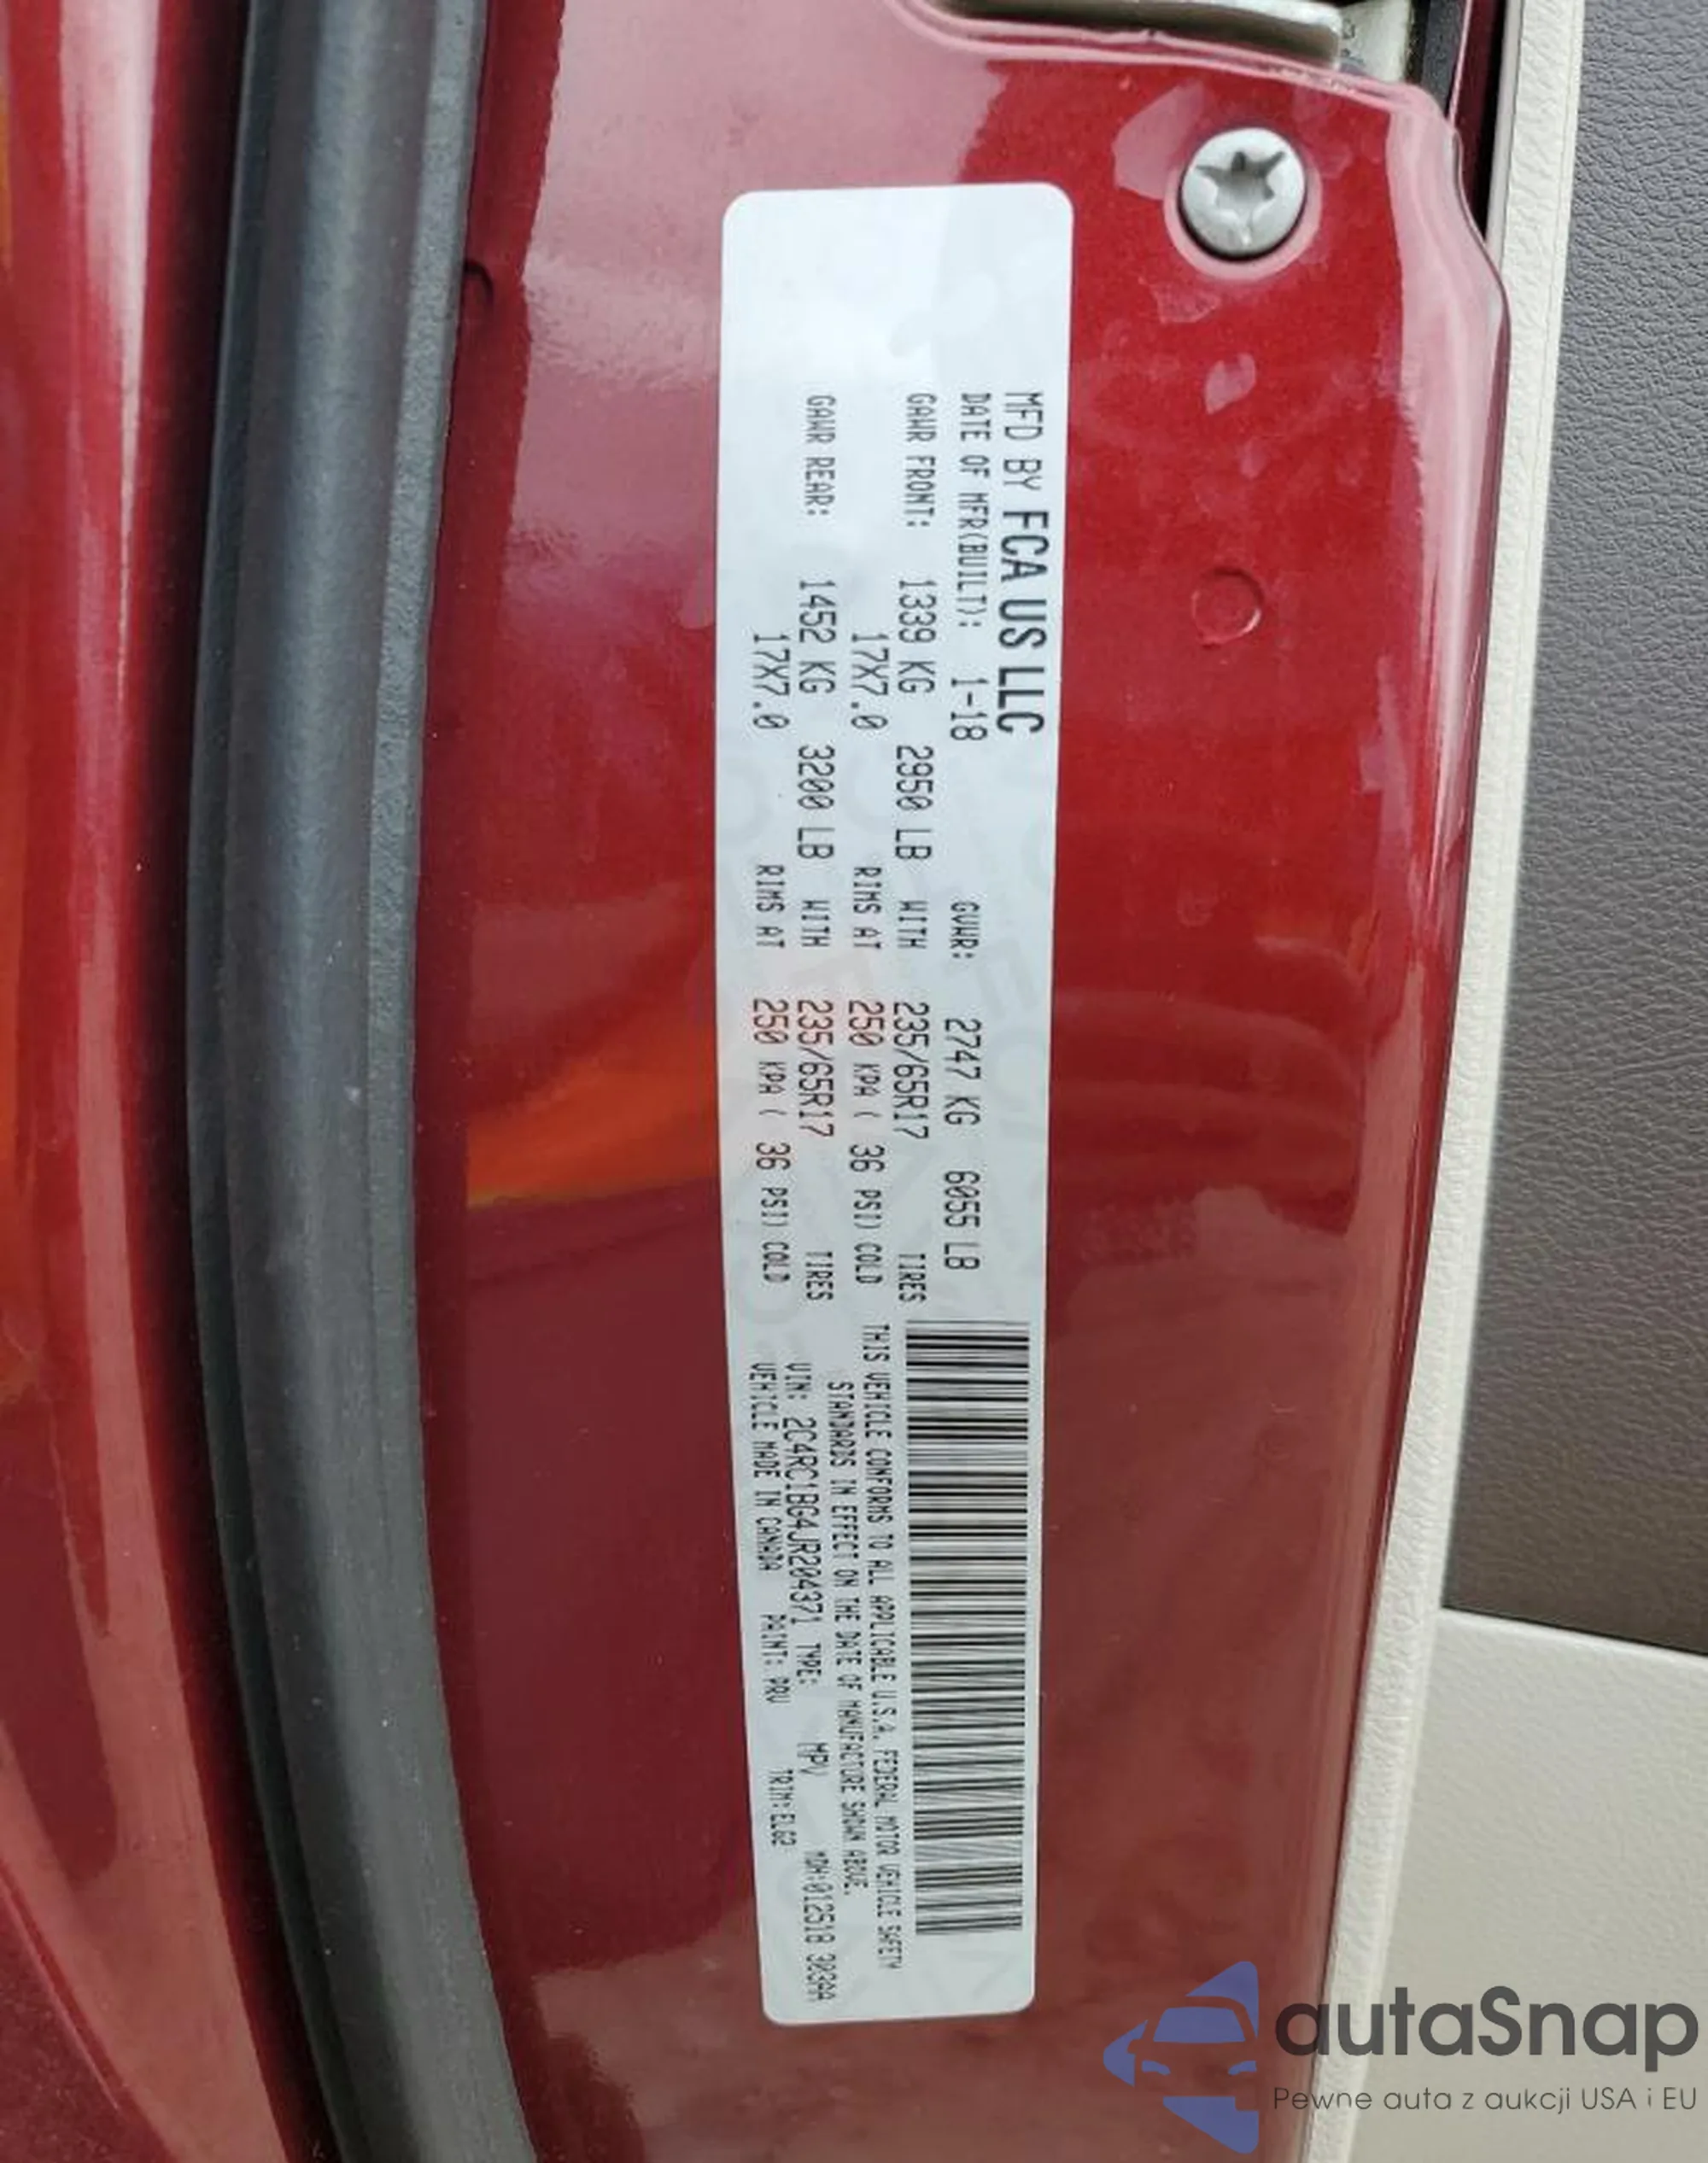 MFD BY FCA US LLC
DATE OF MFR(BUILT): 1-18 GVWR: 2747 KG 6055 LB
GAWR FRONT: 1339 KG 2950 LB WITH 235/65R17 TIRES
17X7.0 RIMS AT 250 KPA ( 36 PSI) COLD
GAWR REAR: 1452 KG 3200 LB WITH 235/65R17 TIRES
17X7.0 RIMS AT 250 KPA ( 36 PSI) COLD
THIS VEHICLE CONFORMS TO ALL APPLICABLE U.S.A. FEDERAL MOTOR VEHICLE SAFETY
STANDARDS IN EFFECT ON THE DATE OF MANUFACTURE SHOWN ABOVE.
VIN: 2C4RC1BG4JR204371 TYPE: MPV MDH:012518 303AA
VEHICLE MADE IN CANADA PAINT: PRV TRIM:ELG2
autaSnap
Pewne auta z aukcji USA i EU